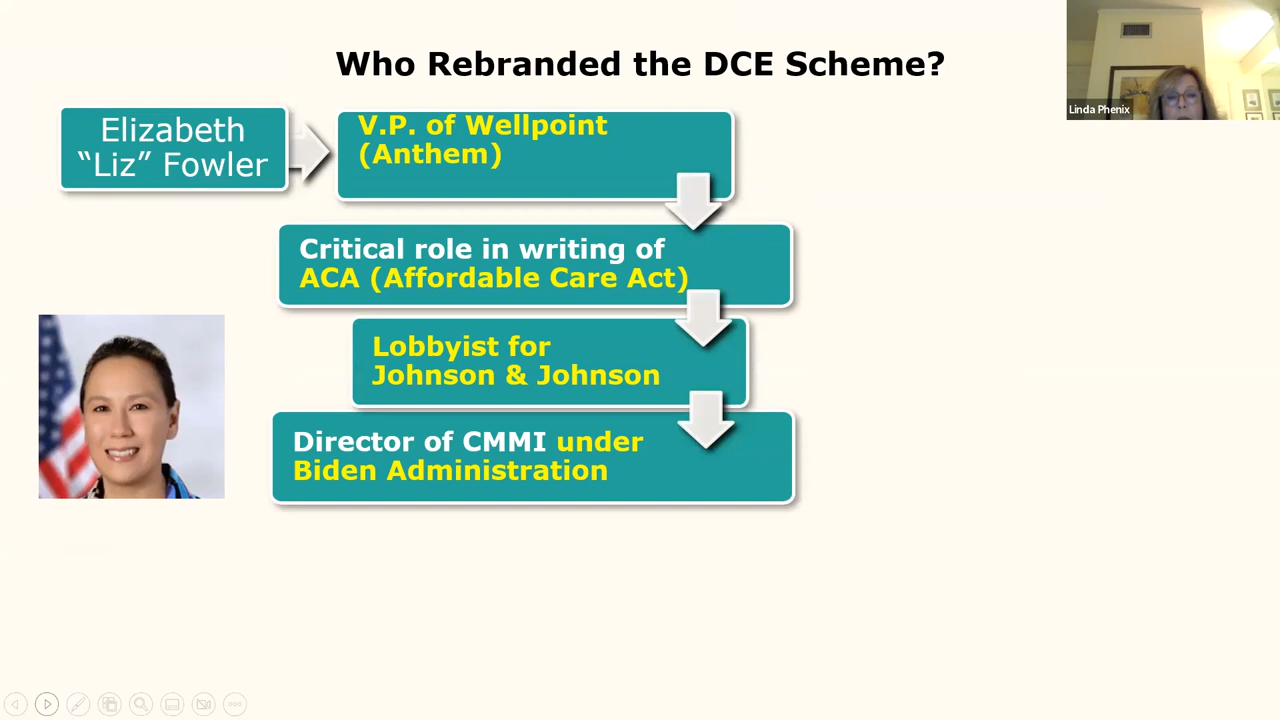 Who Rebranded the DCE Scheme?
Linda Phenix
Elizabeth
“Liz” Fowler
V.P. of Wellpoint
(Anthem)
Critical role in writing of
ACA (Affordable Care Act)
Lobbyist for
Johnson & Johnson
Director of CMMI under
Biden Administration